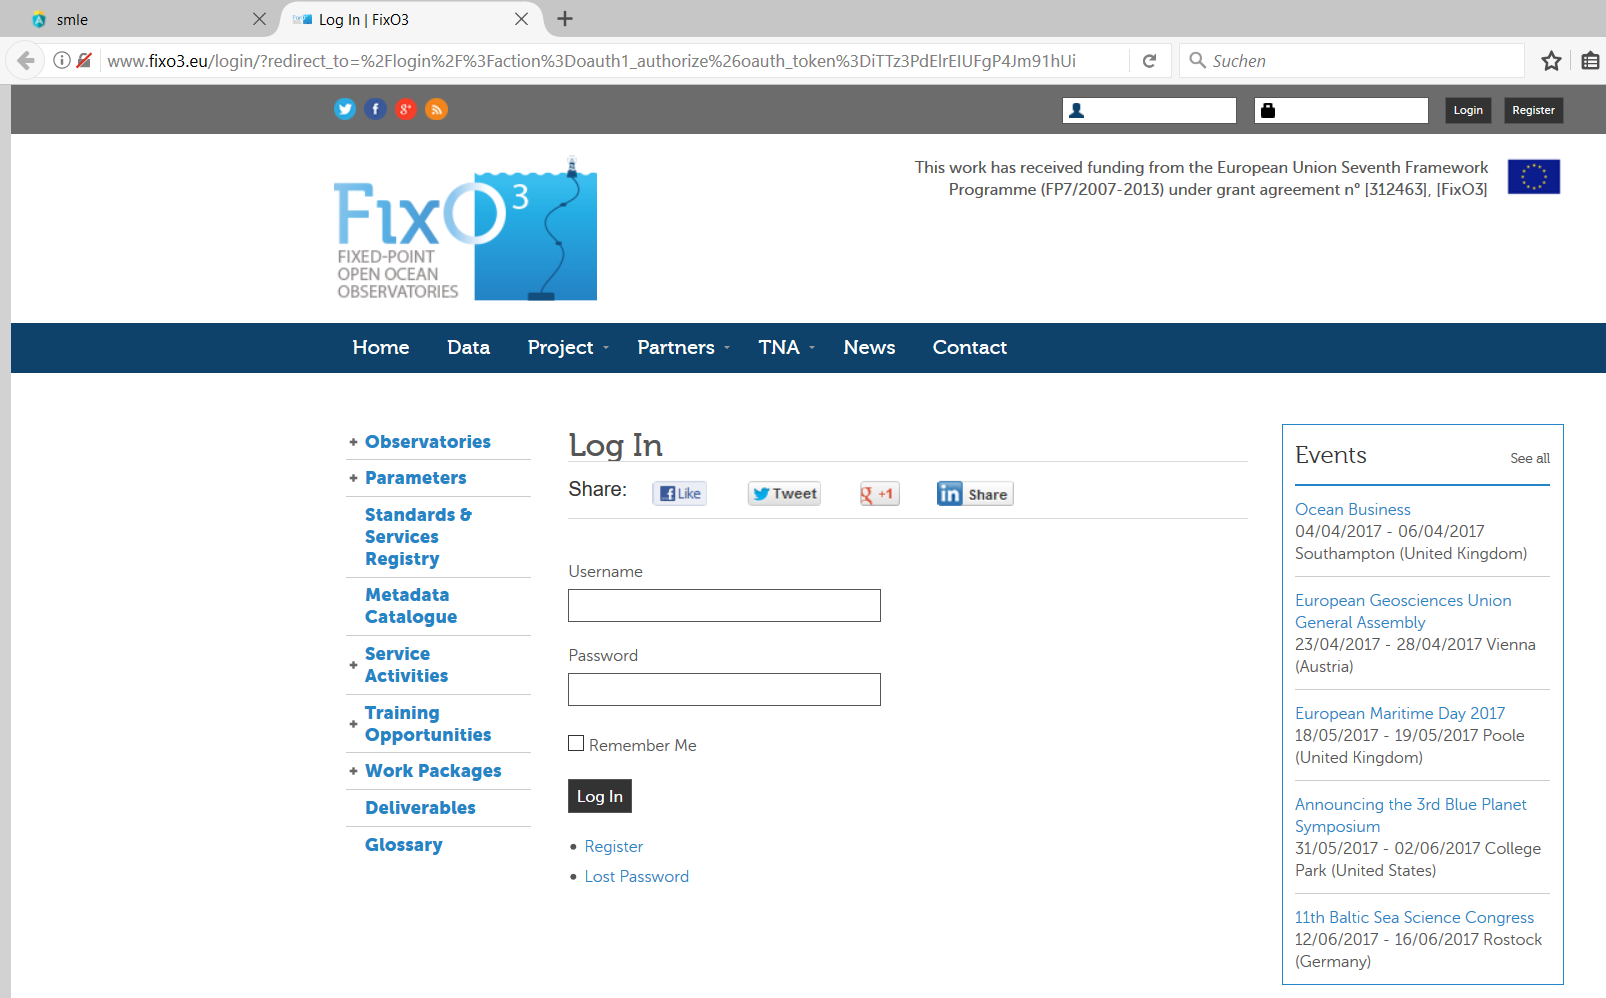 smle
Log In | FixO3
www.fixo3.eu/login/?redirect_to=%2Flogin%2F%3Faction%3Doauth1_authorize%26oauth_token%3DiTTz3PdElrEIUFgP4Jm91hUi
Suchen
Login
Register
FixO3
FIXED-POINT
OPEN OCEAN
OBSERVATORIES
This work has received funding from the European Union Seventh Framework
Programme (FP7/2007-2013) under grant agreement n° [312463], [FixO3]
Home Data Project Partners TNA News Contact
+ Observatories
+ Parameters
Standards &
Services
Registry
Metadata
Catalogue
+ Service
Activities
+ Training
Opportunities
+ Work Packages
Deliverables
Glossary
Log In
Share: Like Tweet +1 Share
Username
Password
Remember Me
Log In
• Register
• Lost Password
Events See all
Ocean Business
04/04/2017 - 06/04/2017
Southampton (United Kingdom)
European Geosciences Union
General Assembly
23/04/2017 - 28/04/2017 Vienna
(Austria)
European Maritime Day 2017
18/05/2017 - 19/05/2017 Poole
(United Kingdom)
Announcing the 3rd Blue Planet
Symposium
31/05/2017 - 02/06/2017 College
Park (United States)
11th Baltic Sea Science Congress
12/06/2017 - 16/06/2017 Rostock
(Germany)